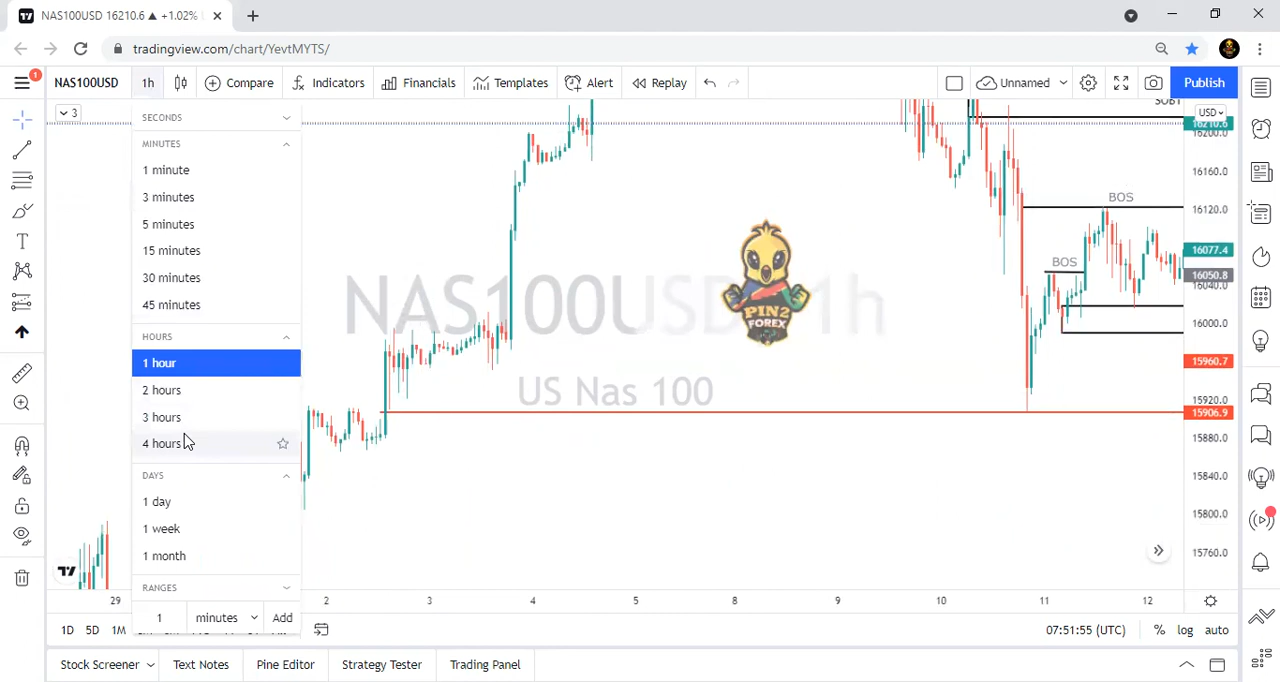 NAS100USD 16210.6 ▲ +1.02%
tradingview.com/chart/YevtMYTS/
1
NAS100USD
1h
Compare
Indicators
Financials
Templates
Alert
Replay
Unnamed
Publish
3
SECONDS
MINUTES
1 minute
3 minutes
5 minutes
15 minutes
30 minutes
45 minutes
HOURS
1 hour
2 hours
3 hours
4 hours
DAYS
1 day
1 week
1 month
RANGES
1
minutes
Add
NAS100USD, 1h
US Nas 100
PIN2
FOREX
BOS
BOS
USD
16210.6
16200.0
16160.0
16120.0
16077.4
16050.8
16040.0
16000.0
15960.7
15920.0
15906.9
15880.0
15840.0
15800.0
15760.0
29
2
3
4
5
8
9
10
11
12
1D
5D
1M
07:51:55 (UTC)
%
log
auto
Stock Screener
Text Notes
Pine Editor
Strategy Tester
Trading Panel